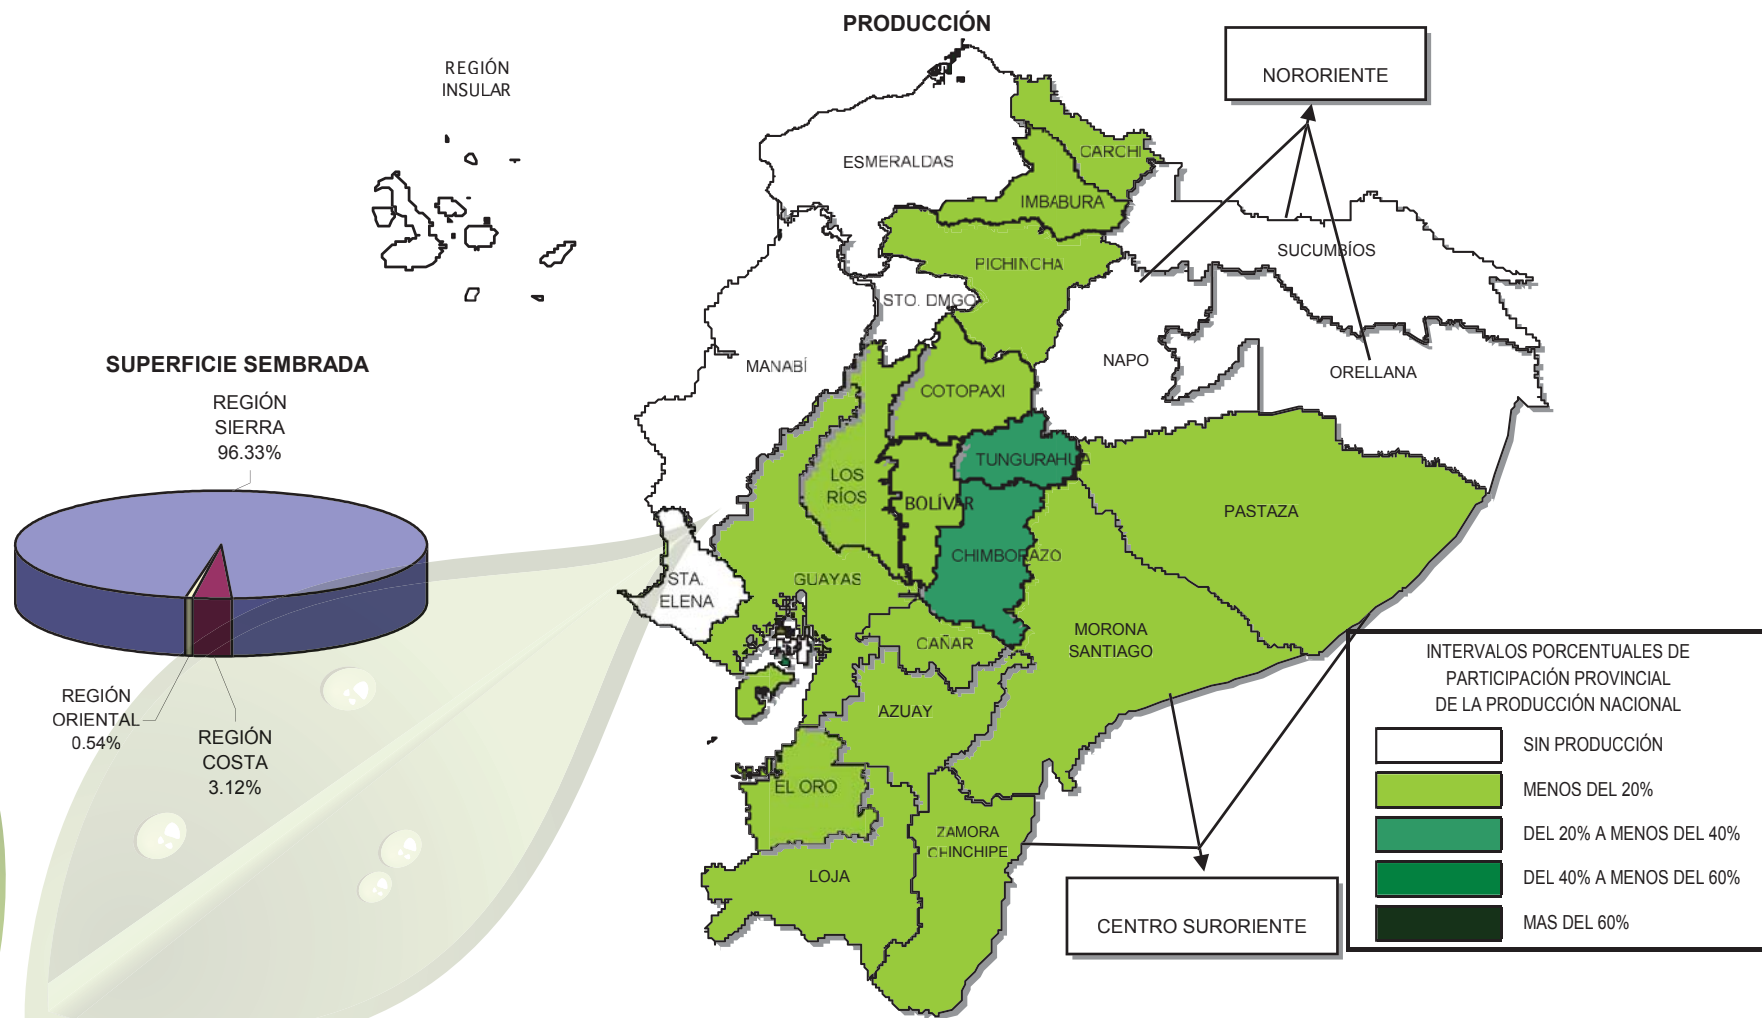 PRODUCCIÓN
REGIÓN
INSULAR
NORORIENTE
CARCHI
ESMERALDAS
IMBABURA
SUCUMBÍOS
PICHINCHA
STO. DMGO
MANABÍ
NAPO
ORELLANA
COTOPAXI
TUNGURAHUA
LOS
RÍOS
BOLÍVAR
PASTAZA
CHIMBORAZO
GUAYAS
STA.
ELENA
CAÑAR
MORONA
SANTIAGO
AZUAY
EL ORO
ZAMORA
CHINCHIPE
LOJA
CENTRO SURORIENTE
SUPERFICIE SEMBRADA
REGIÓN
SIERRA
96.33%
REGIÓN
ORIENTAL
0.54%
REGIÓN
COSTA
3.12%
INTERVALOS PORCENTUALES DE
PARTICIPACIÓN PROVINCIAL
DE LA PRODUCCIÓN NACIONAL
SIN PRODUCCIÓN
MENOS DEL 20%
DEL 20% A MENOS DEL 40%
DEL 40% A MENOS DEL 60%
MAS DEL 60%